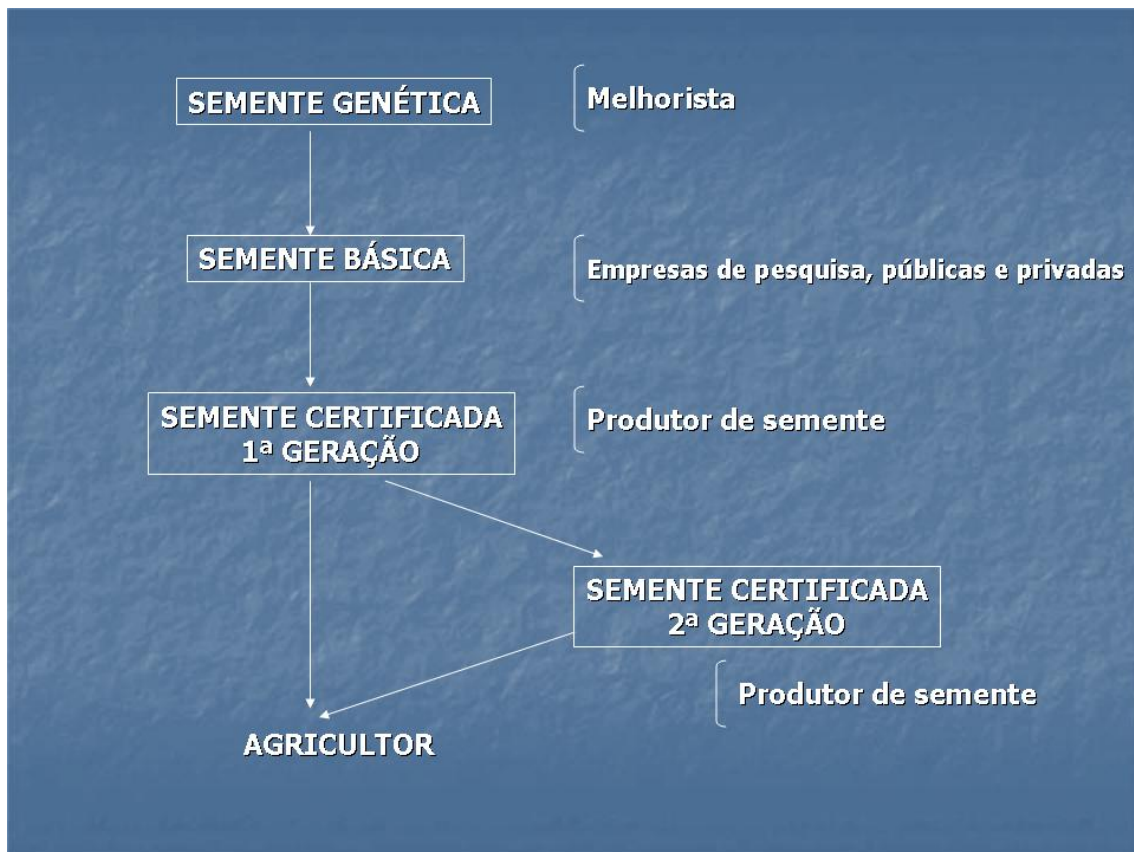 SEMENTE GENÉTICA
Melhorista
SEMENTE BÁSICA
Empresas de pesquisa, públicas e privadas
SEMENTE CERTIFICADA
1ª GERAÇÃO
Produtor de semente
SEMENTE CERTIFICADA
2ª GERAÇÃO
Produtor de semente
AGRICULTOR